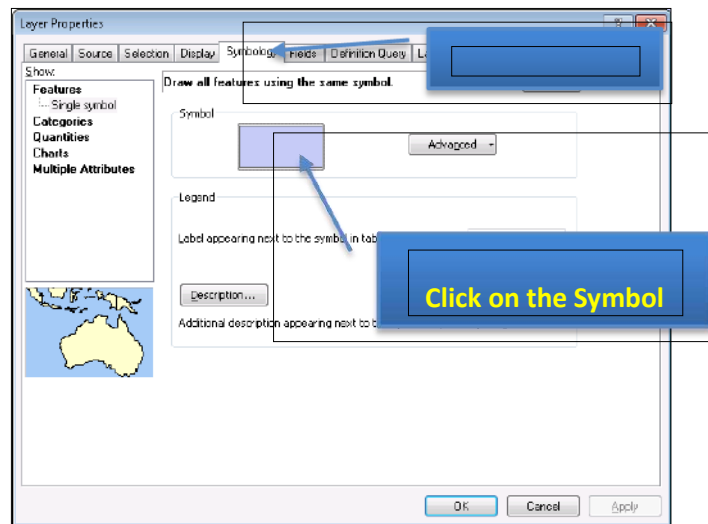 Layer Properties
General Source Selection Display Symbology Fields Definition Query
Show:
Features
Single symbol
Categories
Quantities
Charts
Multiple Attributes
Draw all features using the same symbol.
Symbol
Advanced
Legend
Label appearing next to the symbol in
Click on the Symbol
Description...
Additional description appearing next to
OK Cancel Apply